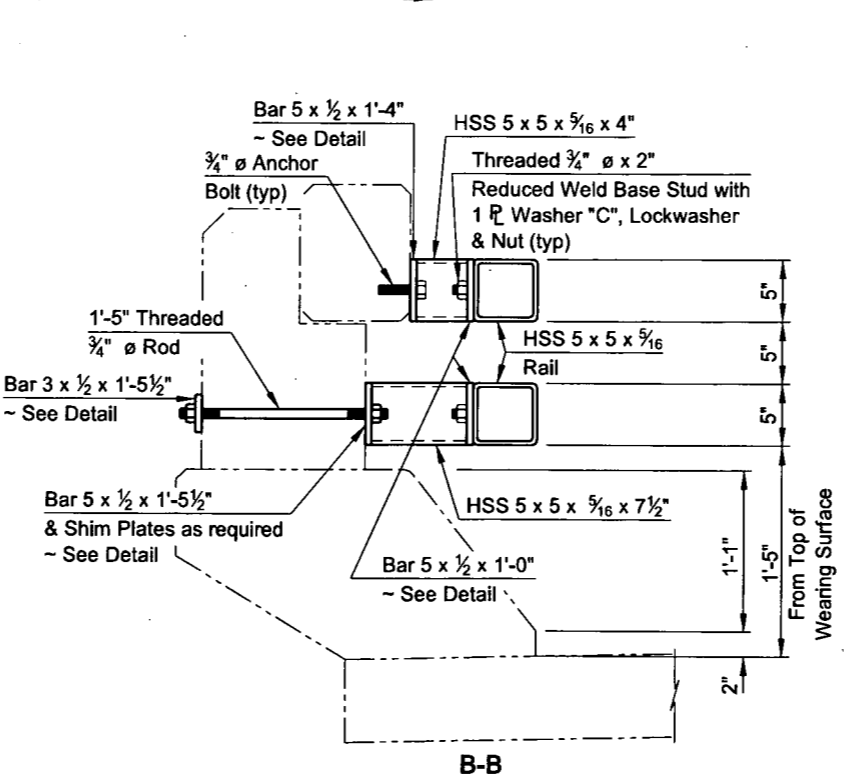 Bar 5 x ½ x 1'-4"
~ See Detail
¾" ø Anchor
Bolt (typ)
HSS 5 x 5 x 5⁄16 x 4"
Threaded ¾" ø x 2"
Reduced Weld Base Stud with
1 ⅊ Washer "C", Lockwasher
& Nut (typ)
5"
1'-5" Threaded
¾" ø Rod
HSS 5 x 5 x 5⁄16
Rail
5"
Bar 3 x ½ x 1'-5½"
~ See Detail
5"
Bar 5 x ½ x 1'-5½"
& Shim Plates as required
~ See Detail
HSS 5 x 5 x 5⁄16 x 7½"
Bar 5 x ½ x 1'-0"
~ See Detail
1'-1"
1'-5"
From Top of
Wearing Surface
2"
B-B